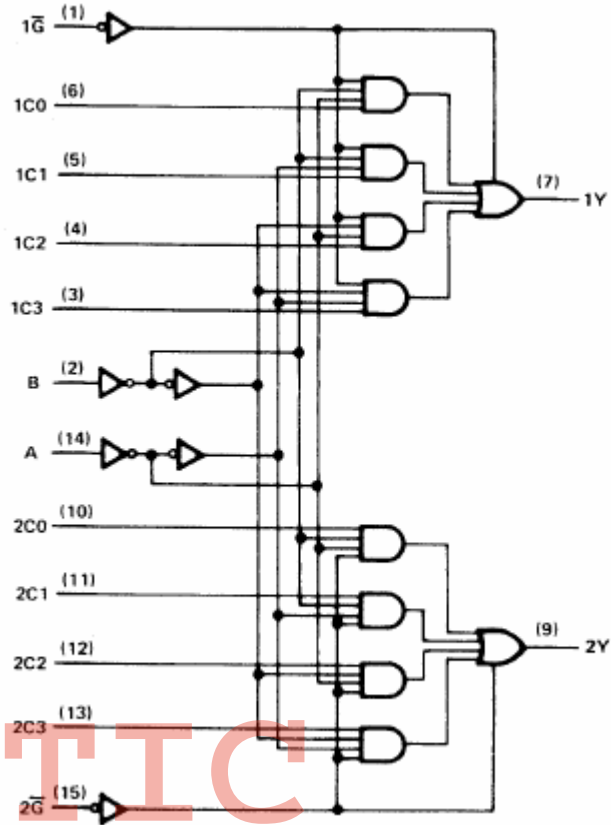 1G̅ (1)
1C0 (6)
1C1 (5)
(7) 1Y
1C2 (4)
1C3 (3)
B (2)
A (14)
2C0 (10)
2C1 (11)
(9) 2Y
2C2 (12)
2C3 (13)
2G̅ (15)
TIC